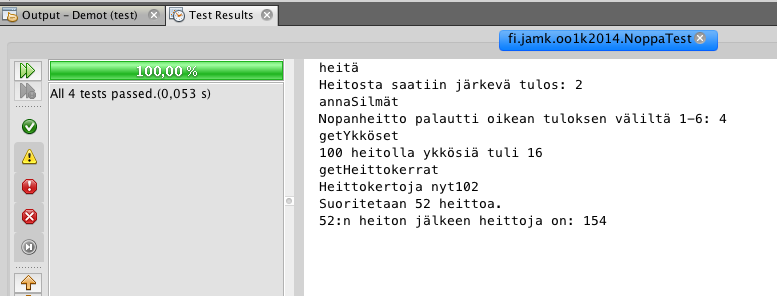 Output – Demot (test)
Test Results
fi.jamk.oo1k2014.NoppaTest
100,00 %
All 4 tests passed.(0,053 s)
heitä
Heitosta saatiin järkevä tulos: 2
annaSilmät
Nopanheitto palautti oikean tuloksen väliltä 1-6: 4
getYkköset
100 heitolla ykkösiä tuli 16
getHeittokerrat
Heittokertoja nyt102
Suoritetaan 52 heittoa.
52:n heiton jälkeen heittoja on: 154